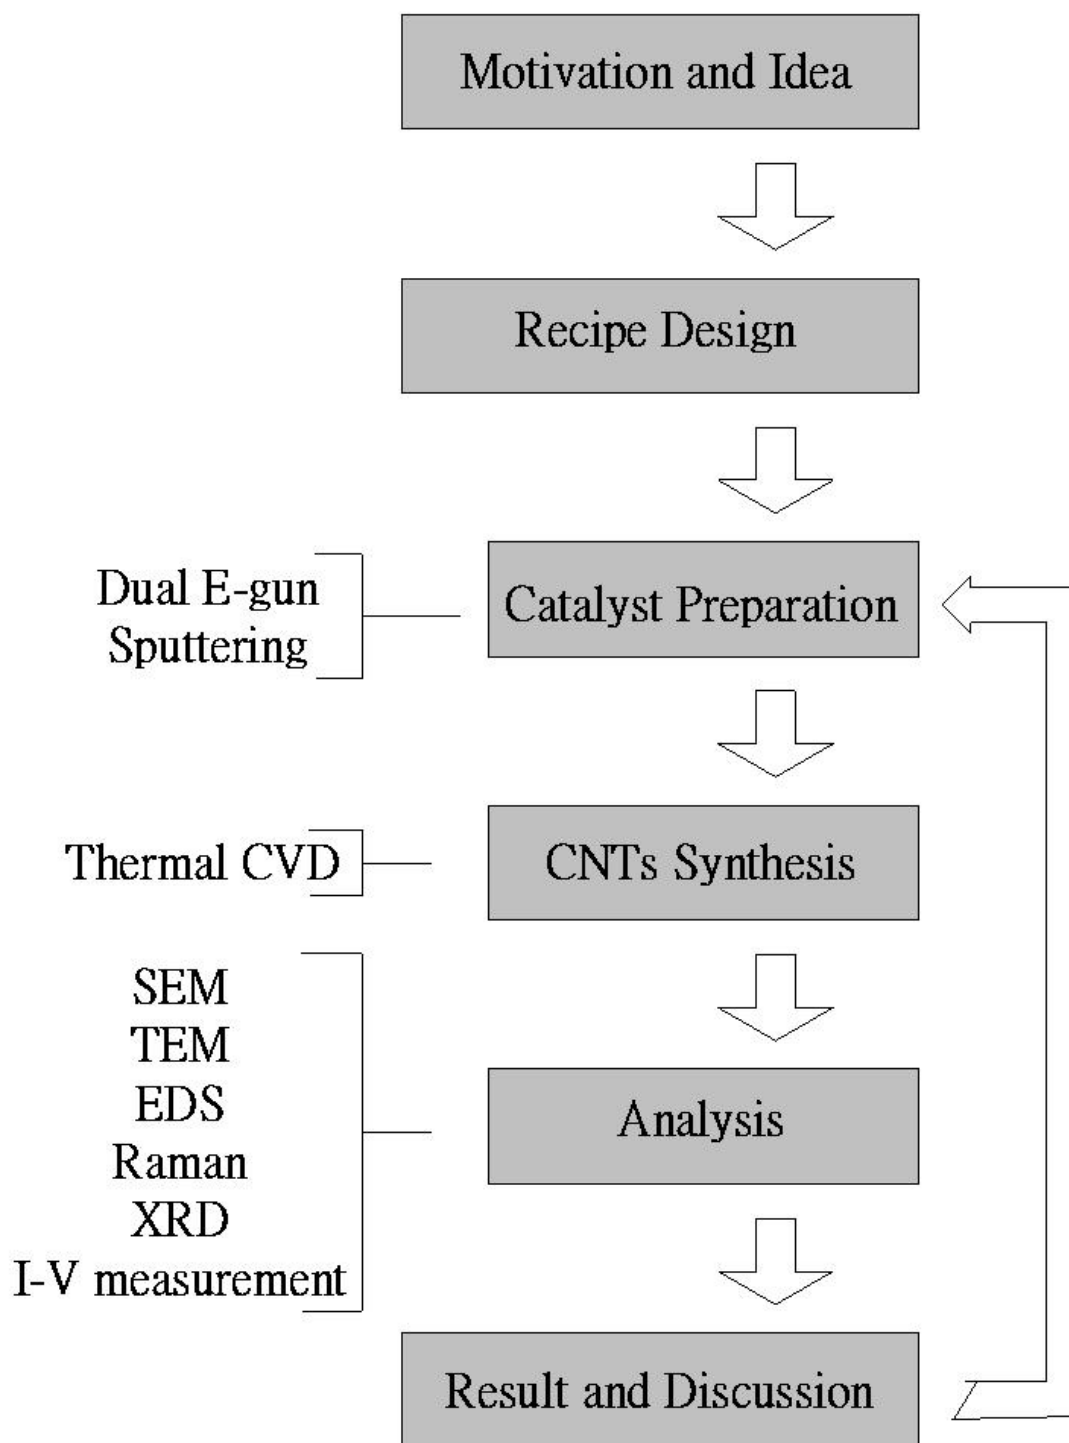 Motivation and Idea
Recipe Design
Dual E-gun
Sputtering
Catalyst Preparation
Thermal CVD
CNTs Synthesis
SEM
TEM
EDS
Raman
XRD
I-V measurement
Analysis
Result and Discussion